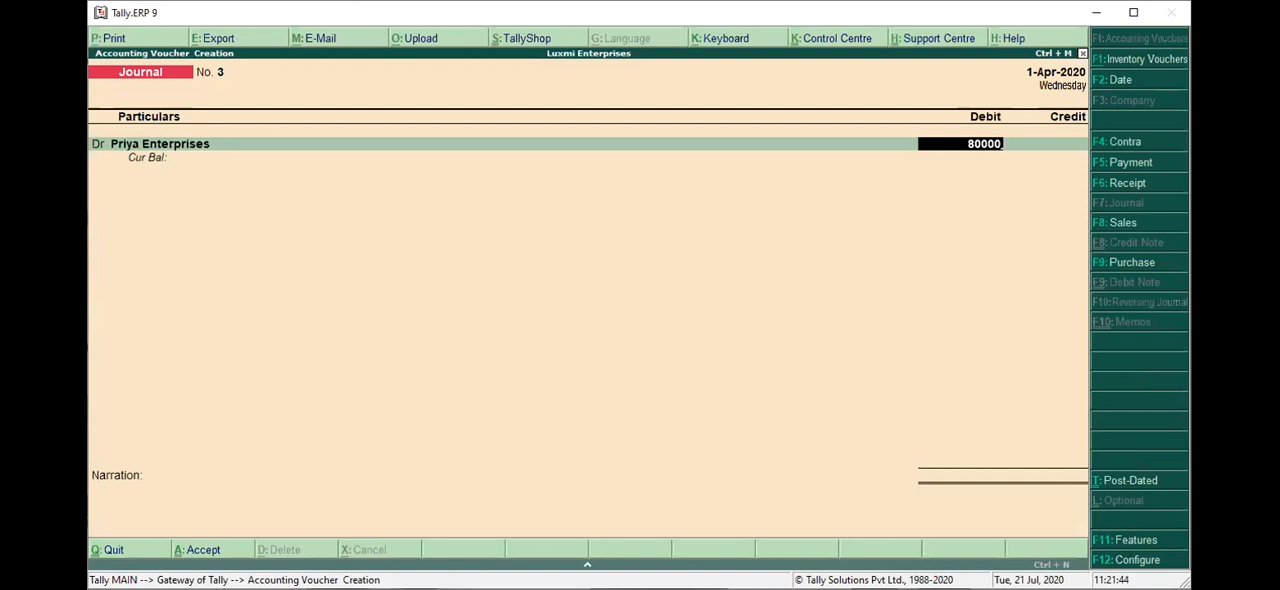 Tally.ERP 9
P: Print E: Export M: E-Mail O: Upload S: TallyShop G: Language K: Keyboard K: Control Centre H: Support Centre H: Help
Accounting Voucher Creation Luxmi Enterprises Ctrl + M
Journal No. 3 1-Apr-2020
Wednesday
Particulars Debit Credit
Dr Priya Enterprises 80000
Cur Bal:
Narration:
F1: Accounting Vouchers
F1: Inventory Vouchers
F2: Date
F3: Company
F4: Contra
F5: Payment
F6: Receipt
F7: Journal
F8: Sales
F8: Credit Note
F9: Purchase
F9: Debit Note
F10: Reversing Journal
F10: Memos
T: Post-Dated
L: Optional
F11: Features
F12: Configure
Q: Quit A: Accept D: Delete X: Cancel
Ctrl + N
Tally MAIN --> Gateway of Tally --> Accounting Voucher Creation © Tally Solutions Pvt Ltd., 1988-2020 Tue, 21 Jul, 2020 11:21:44